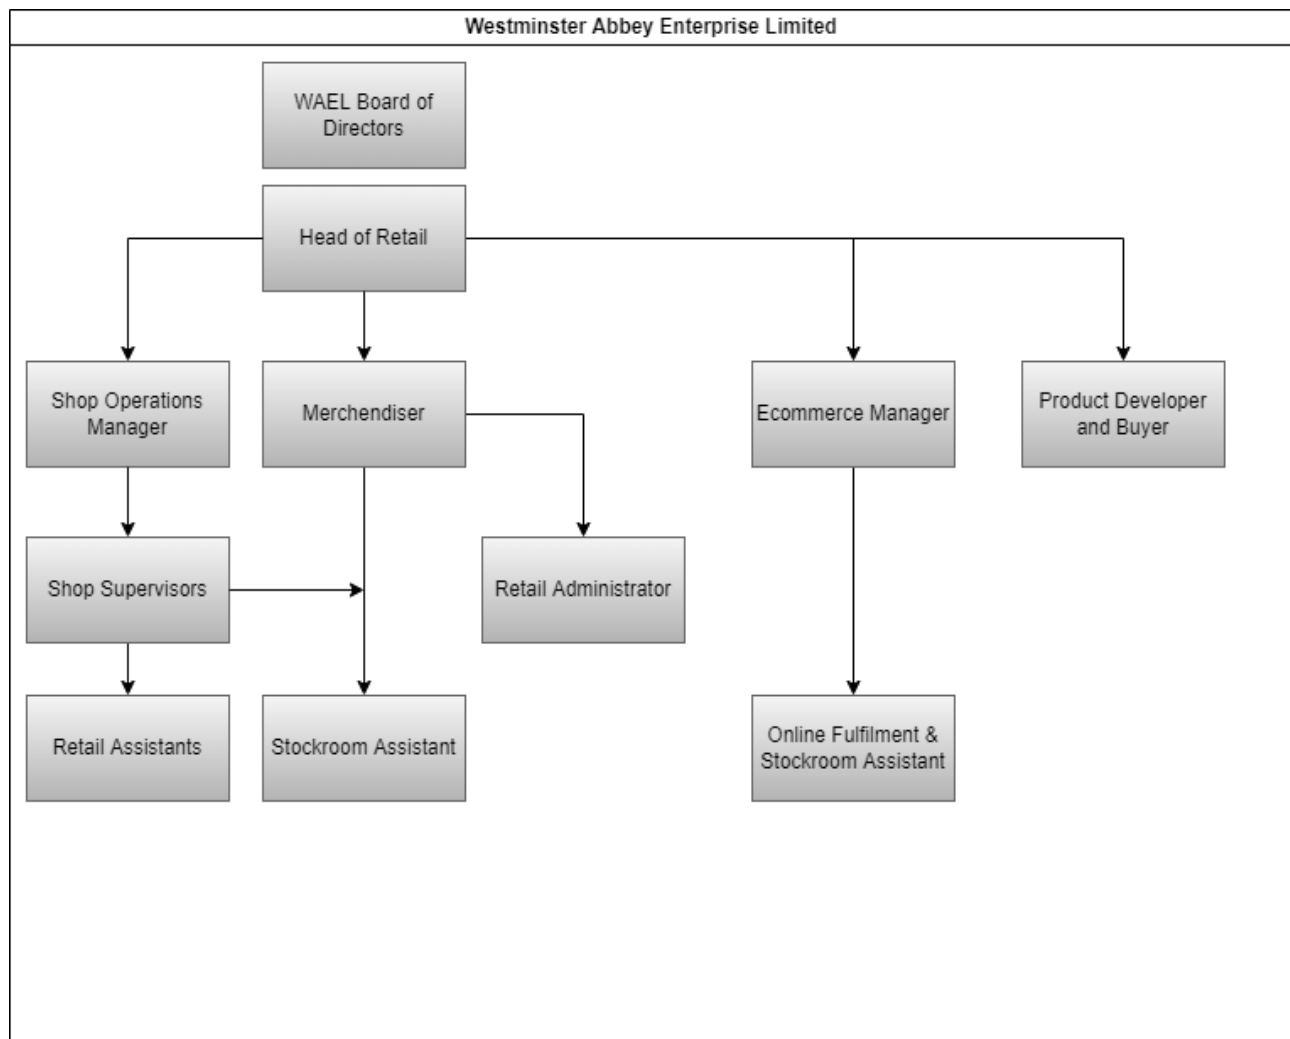 Westminster Abbey Enterprise Limited
WAEL Board of
Directors
Head of Retail
Shop Operations
Manager
Merchendiser
Ecommerce Manager
Product Developer
and Buyer
Shop Supervisors
Retail Administrator
Retail Assistants
Stockroom Assistant
Online Fulfilment &
Stockroom Assistant